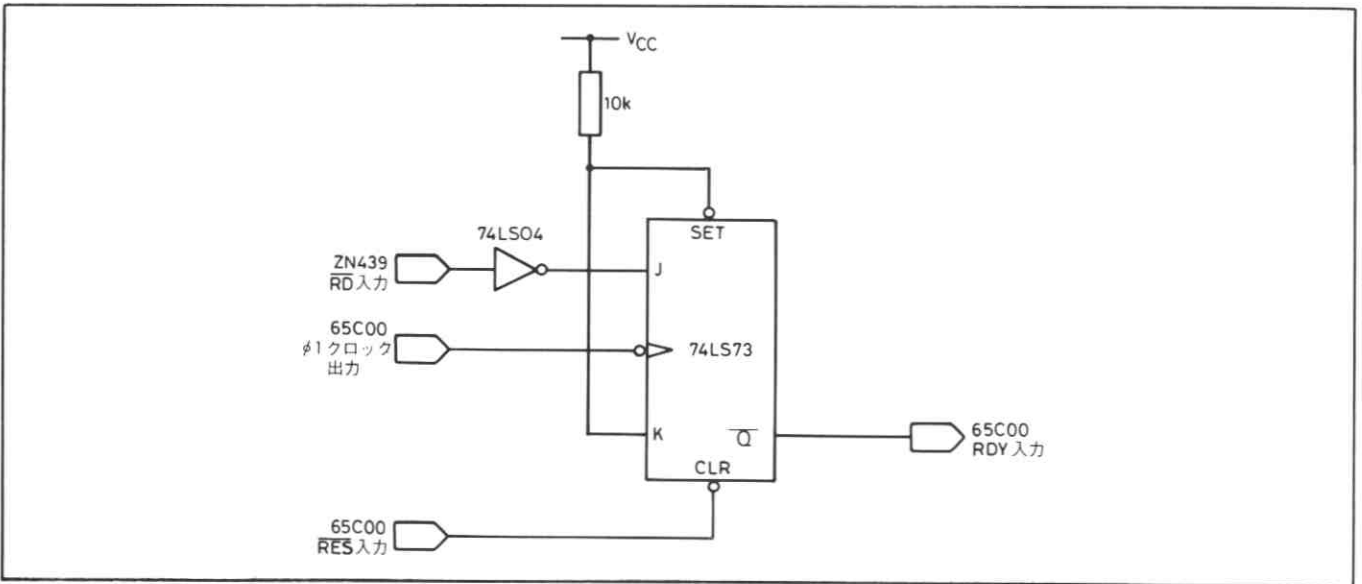 VCC
10k
74LS04
SET
ZN439
RD入力
J
65C00
φ1クロック
出力
74LS73
K
Q
65C00
RDY入力
CLR
65C00
RES入力